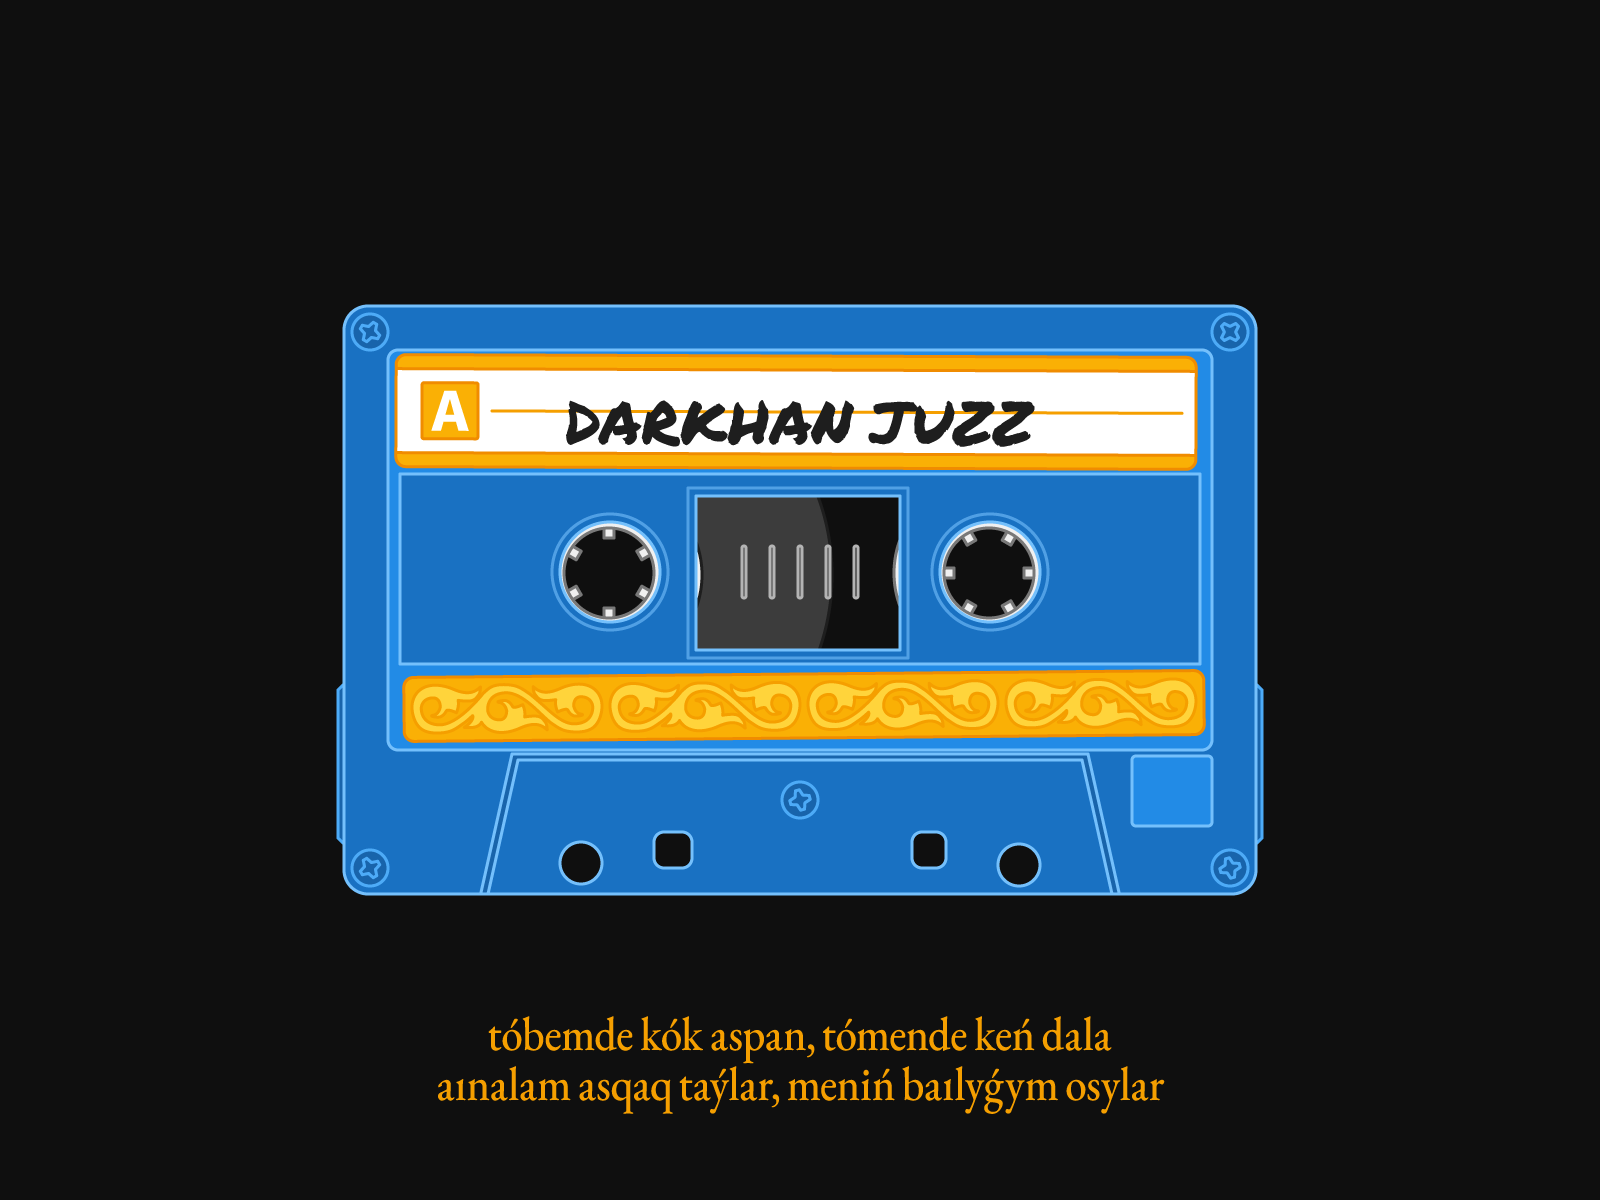 A
DARKHAN JUZZ
tóbemde kók aspan, tómende keń dala
aınalam asqaq taýlar, meniń baılyǵym osylar